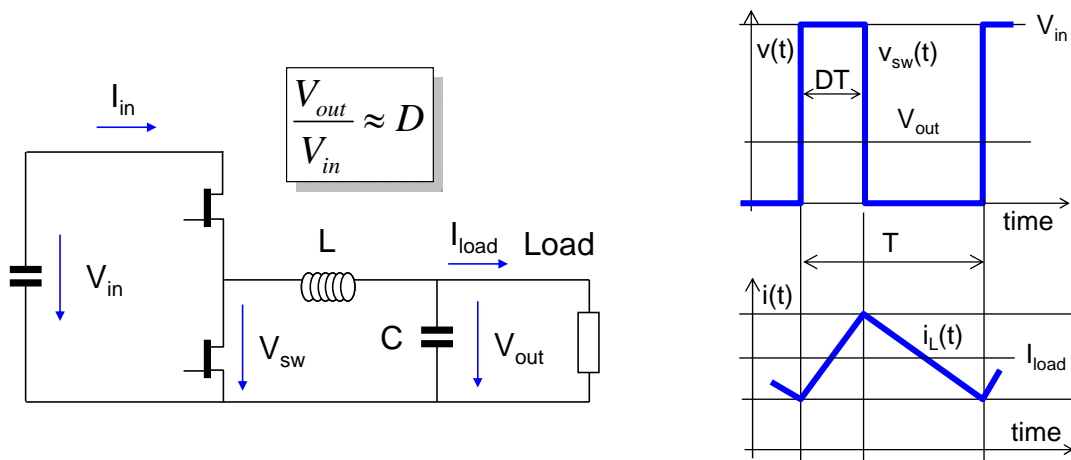 I_in
V_out
V_in
≈ D
V_in
L
I_load
Load
V_sw
C
V_out
v(t)
v_sw(t)
V_in
DT
V_out
time
T
i(t)
i_L(t)
I_load
time